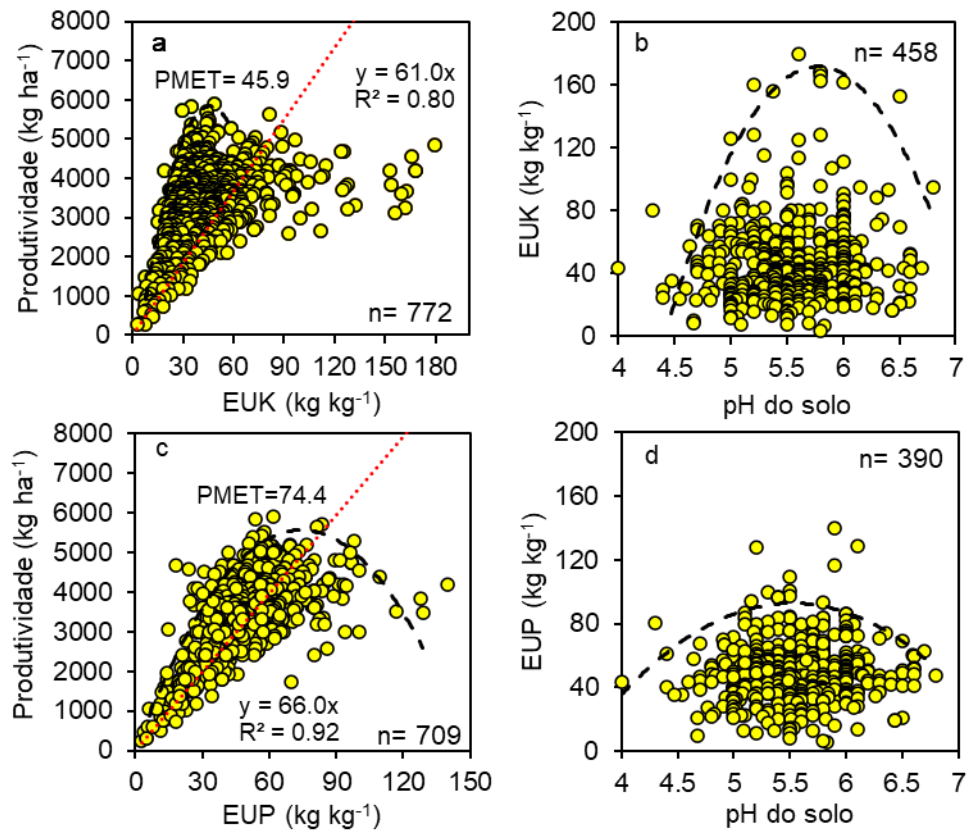 a
PMET= 45.9
y = 61.0x
R² = 0.80
n= 772
Produtividade (kg ha⁻¹)
8000
7000
6000
5000
4000
3000
2000
1000
0
0 30 60 90 120 150 180
EUK (kg kg⁻¹)
b
n= 458
EUK (kg kg⁻¹)
200
160
120
80
40
0
4 4.5 5 5.5 6 6.5 7
pH do solo
c
PMET=74.4
y = 66.0x
R² = 0.92
n= 709
Produtividade (kg ha⁻¹)
8000
7000
6000
5000
4000
3000
2000
1000
0
0 30 60 90 120 150
EUP (kg kg⁻¹)
d
n= 390
EUP (kg kg⁻¹)
200
160
120
80
40
0
4 4.5 5 5.5 6 6.5 7
pH do solo